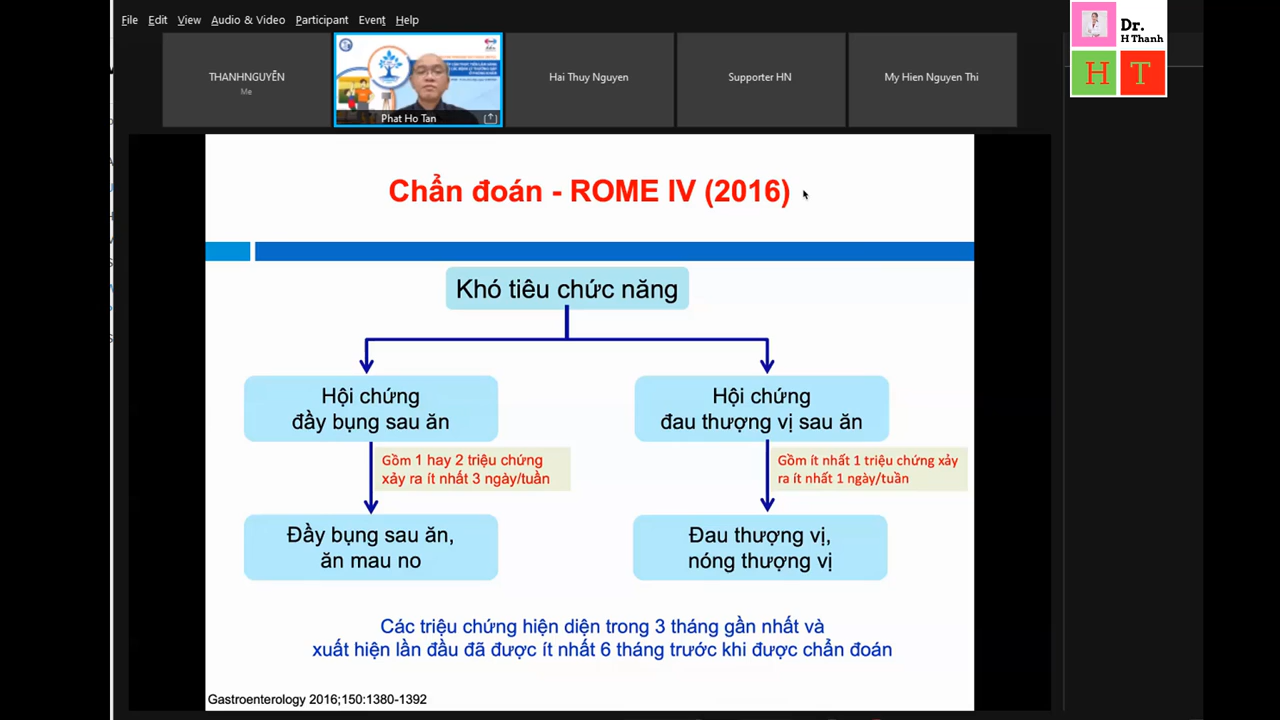 File Edit View Audio & Video Participant Event Help
Dr.
H Thanh
H T
THANHNGUYỄN
Me
Phat Ho Tan
Hai Thuy Nguyen
Supporter HN
My Hien Nguyen Thi
Chẩn đoán - ROME IV (2016)
Khó tiêu chức năng
Hội chứng
đầy bụng sau ăn
Hội chứng
đau thượng vị sau ăn
Gồm 1 hay 2 triệu chứng
xảy ra ít nhất 3 ngày/tuần
Gồm ít nhất 1 triệu chứng xảy
ra ít nhất 1 ngày/tuần
Đầy bụng sau ăn,
ăn mau no
Đau thượng vị,
nóng thượng vị
Các triệu chứng hiện diện trong 3 tháng gần nhất và
xuất hiện lần đầu đã được ít nhất 6 tháng trước khi được chẩn đoán
Gastroenterology 2016;150:1380-1392